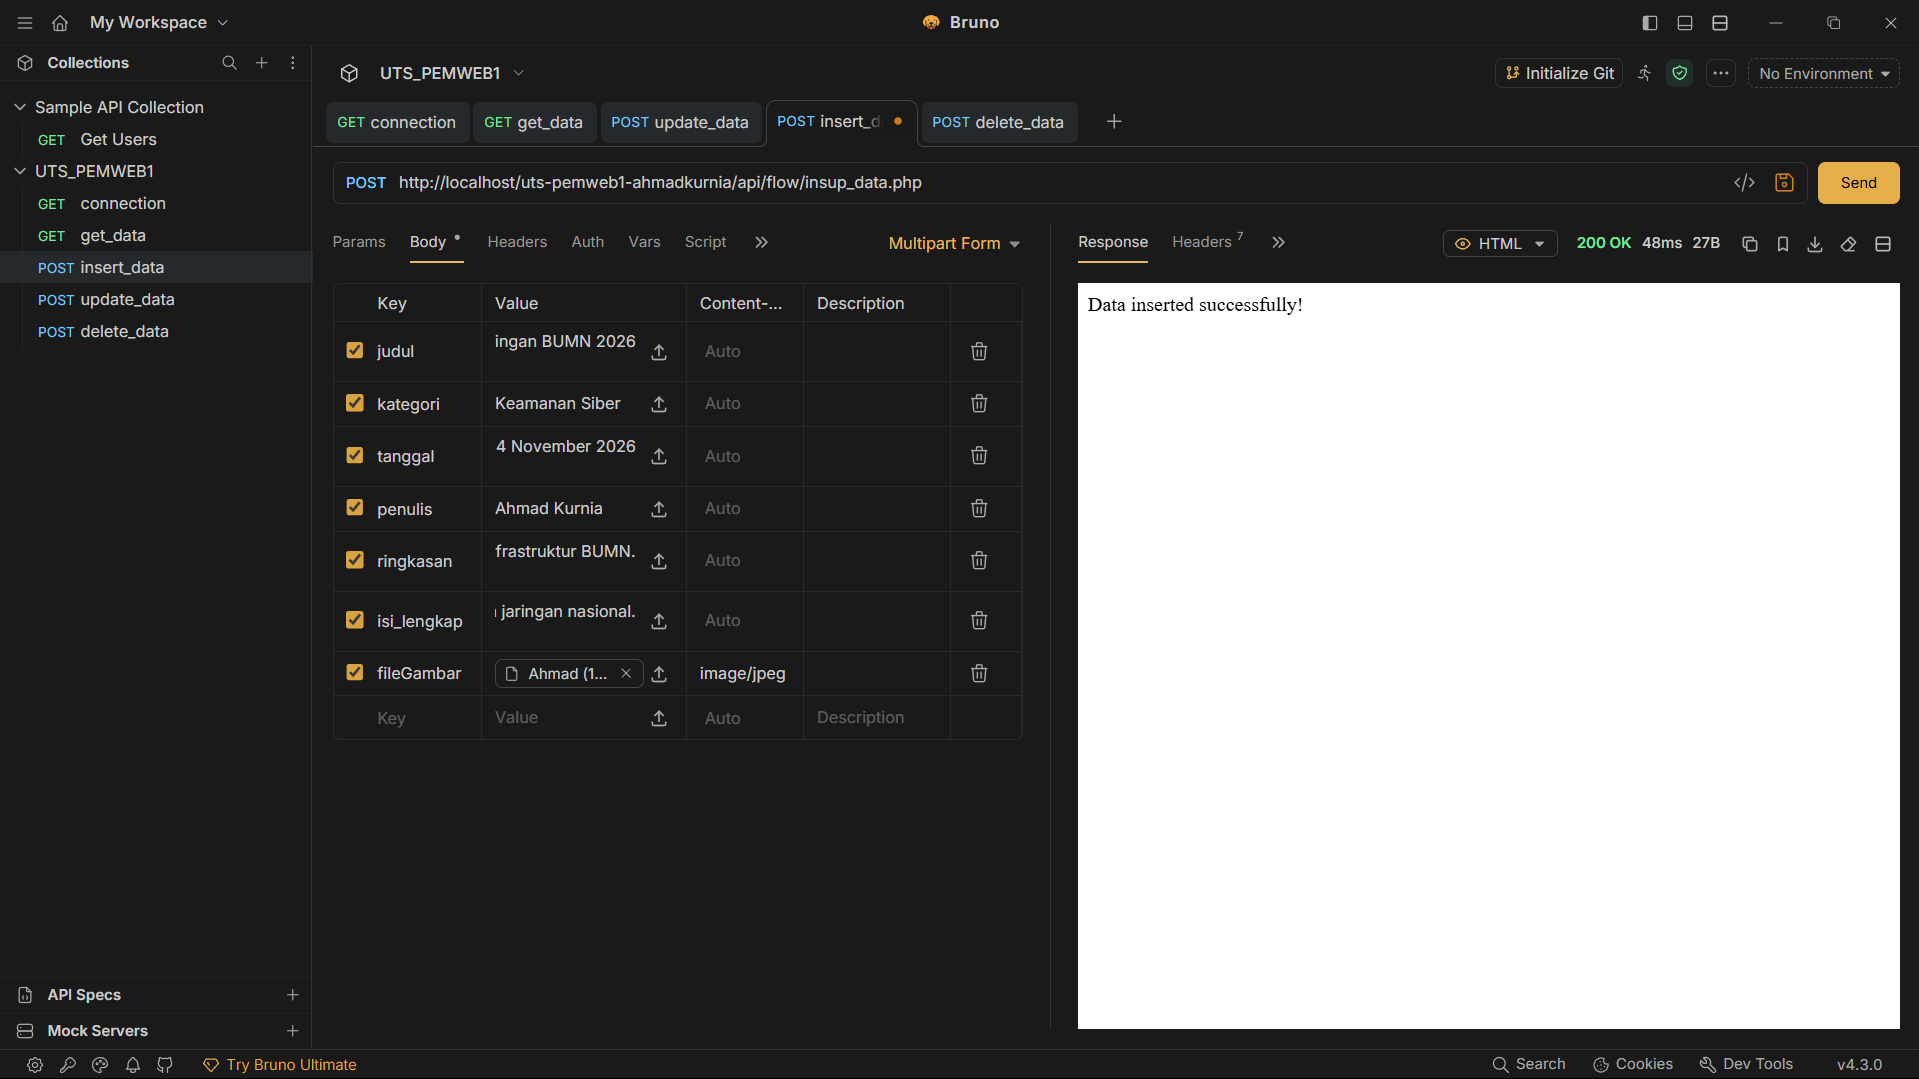 My Workspace
Bruno
Collections
Sample API Collection
GET Get Users
UTS_PEMWEB1
GET connection
GET get_data
POST insert_data
POST update_data
POST delete_data
API Specs
Mock Servers
UTS_PEMWEB1
Initialize Git
No Environment
GET connection
GET get_data
POST update_data
POST insert_d
POST delete_data
POST http://localhost/uts-pemweb1-ahmadkurnia/api/flow/insup_data.php
Send
Params Body Headers Auth Vars Script
Multipart Form
Key Value Content-... Description
judul ingan BUMN 2026 Auto
kategori Keamanan Siber Auto
tanggal 4 November 2026 Auto
penulis Ahmad Kurnia Auto
ringkasan frastruktur BUMN. Auto
isi_lengkap jaringan nasional. Auto
fileGambar Ahmad (1... image/jpeg
Key Value Auto Description
Response Headers 7
HTML
200 OK 48ms 27B
Data inserted successfully!
Try Bruno Ultimate
Search Cookies Dev Tools v4.3.0